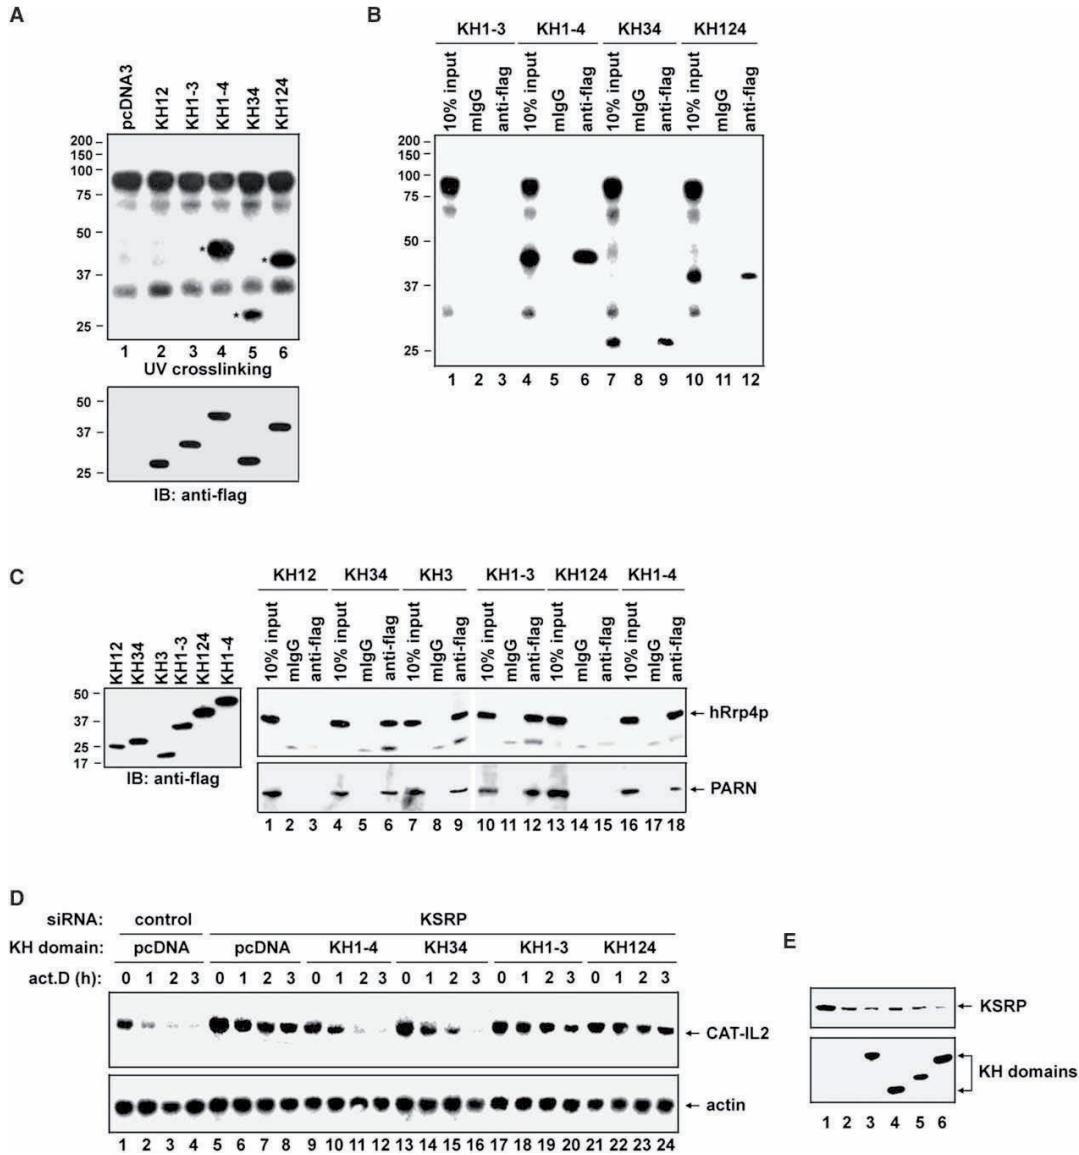 A
pcDNA3 KH12 KH1-3 KH1-4 KH34 KH124
200
150
100
75
50
37
25
* * *
1 2 3 4 5 6
UV crosslinking
50
37
25
IB: anti-flag
B
KH1-3 KH1-4 KH34 KH124
10% input mIgG anti-flag 10% input mIgG anti-flag 10% input mIgG anti-flag 10% input mIgG anti-flag
200
150
100
75
50
37
25
1 2 3 4 5 6 7 8 9 10 11 12
C
KH12 KH34 KH3 KH1-3 KH124 KH1-4
50
37
25
17
IB: anti-flag
KH12 KH34 KH3 KH1-3 KH124 KH1-4
10% input mIgG anti-flag 10% input mIgG anti-flag 10% input mIgG anti-flag 10% input mIgG anti-flag 10% input mIgG anti-flag 10% input mIgG anti-flag
hRrp4p
PARN
1 2 3 4 5 6 7 8 9 10 11 12 13 14 15 16 17 18
D
siRNA: control KSRP
KH domain: pcDNA pcDNA KH1-4 KH34 KH1-3 KH124
act.D (h): 0 1 2 3 0 1 2 3 0 1 2 3 0 1 2 3 0 1 2 3 0 1 2 3
CAT-IL2
actin
1 2 3 4 5 6 7 8 9 10 11 12 13 14 15 16 17 18 19 20 21 22 23 24
E
KSRP
KH domains
1 2 3 4 5 6